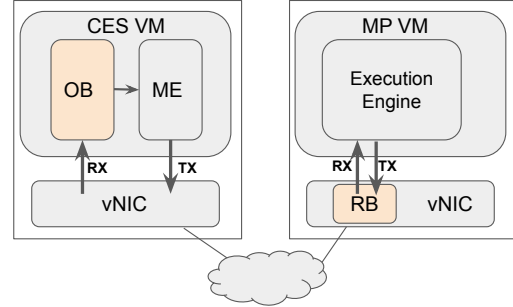 CES VM
OB
ME
RX
TX
vNIC
MP VM
Execution
Engine
RX
TX
RB
vNIC